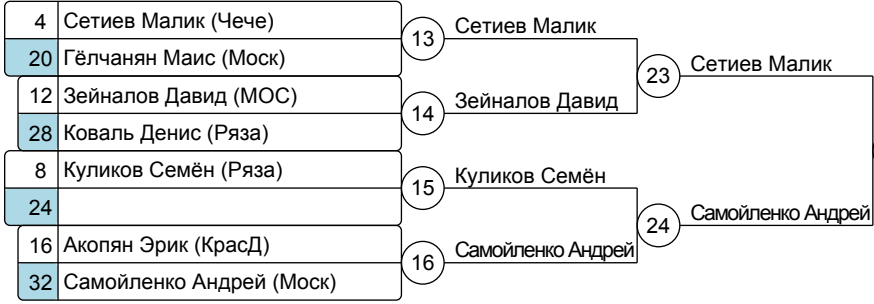 4 Сетиев Малик (Чече)
20 Гёлчанян Маис (Моск)
13 Сетиев Малик
12 Зейналов Давид (МОС)
28 Коваль Денис (Ряза)
14 Зейналов Давид
23 Сетиев Малик
8 Куликов Семён (Ряза)
24
15 Куликов Семён
16 Акопян Эрик (КрасД)
32 Самойленко Андрей (Моск)
16 Самойленко Андрей
24 Самойленко Андрей